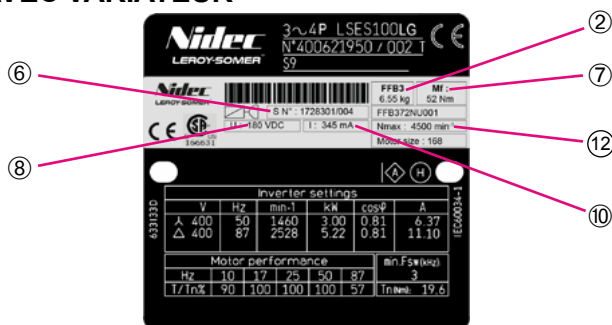 AVEC VARIATEUR
Nidec
LEROY-SOMER
3~4P LSES100LG CE
N°400621950 / 002 T
S9
②
⑥
⑦
⑧
⑩
⑫
Nidec
LEROY-SOMER
FFB3
6.55 kg
Mf :
52 Nm
S N° : 1728301/004
FFB372NU001
U : 180 VDC
I : 345 mA
Nmax : 4500 min⁻¹
Motor size : 168
CE
166631
A H
633133D
IEC60034-1
Inverter settings
V Hz min-1 kW cosφ A
⅄ 400 50 1460 3.00 0.81 6.37
△ 400 87 2528 5.22 0.81 11.10
Motor performance
min.Fsw(kHz)
Hz 10 17 25 50 87
3
T/Tn% 90 100 100 100 57
Tn(Nm): 19.6